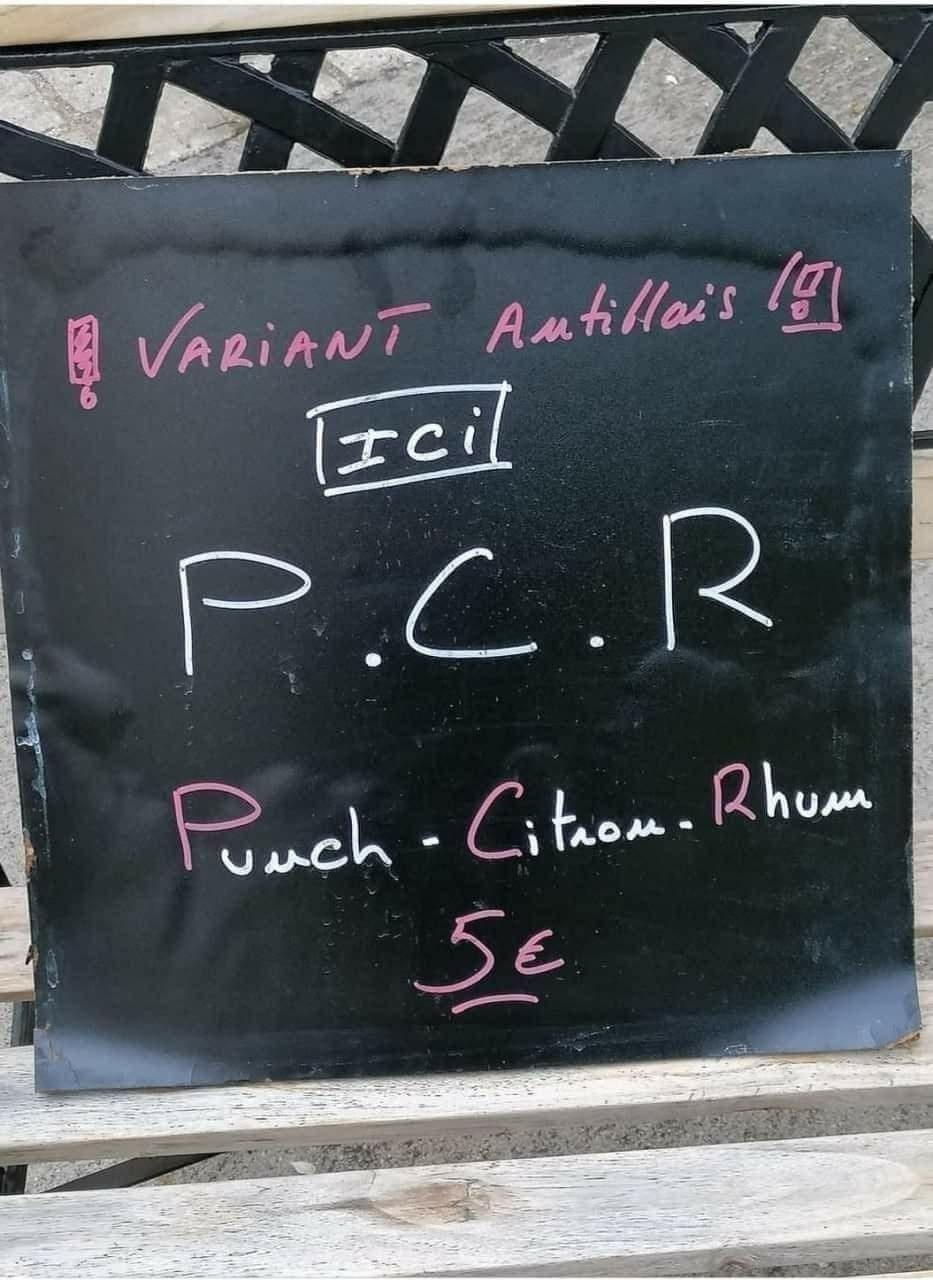 ! VARIANT Antillais !
ICi
P.C.R
Punch - Citron - Rhum
5€